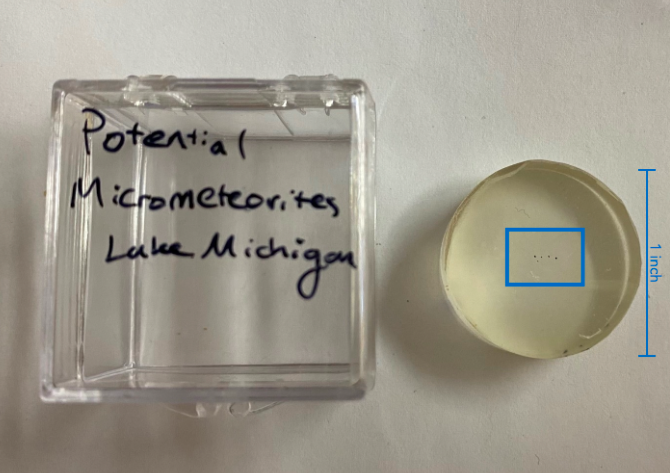 Potential
Micrometeorites
Lake Michigan
1 inch